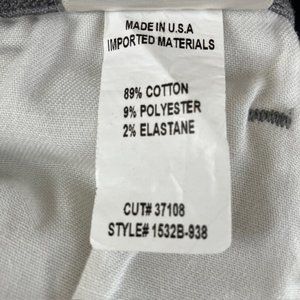 MADE IN U.S.A
IMPORTED MATERIALS
89% COTTON
9% POLYESTER
2% ELASTANE
CUT# 37108
STYLE# 1532B-938